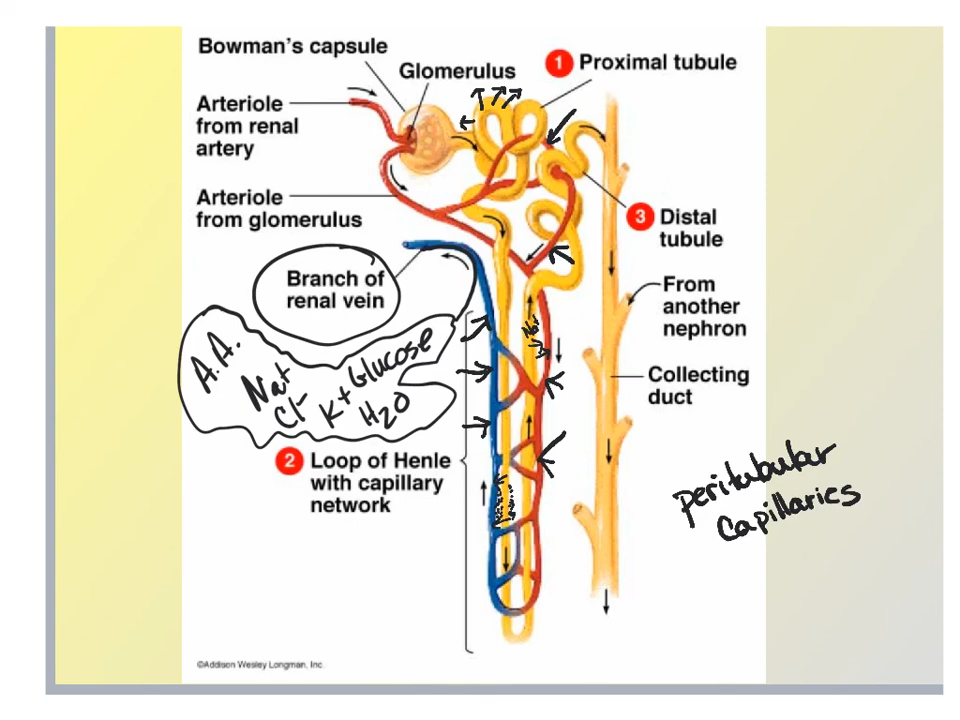 Bowman's capsule
Glomerulus
1 Proximal tubule
Arteriole
from renal
artery
Arteriole
from glomerulus
3 Distal
tubule
Branch of
renal vein
From
another
nephron
A.A.
Na+
Cl-
K+
Glucose
H2O
Na+
Collecting
duct
2 Loop of Henle
with capillary
network
peritubular
capillaries
©Addison Wesley Longman, Inc.